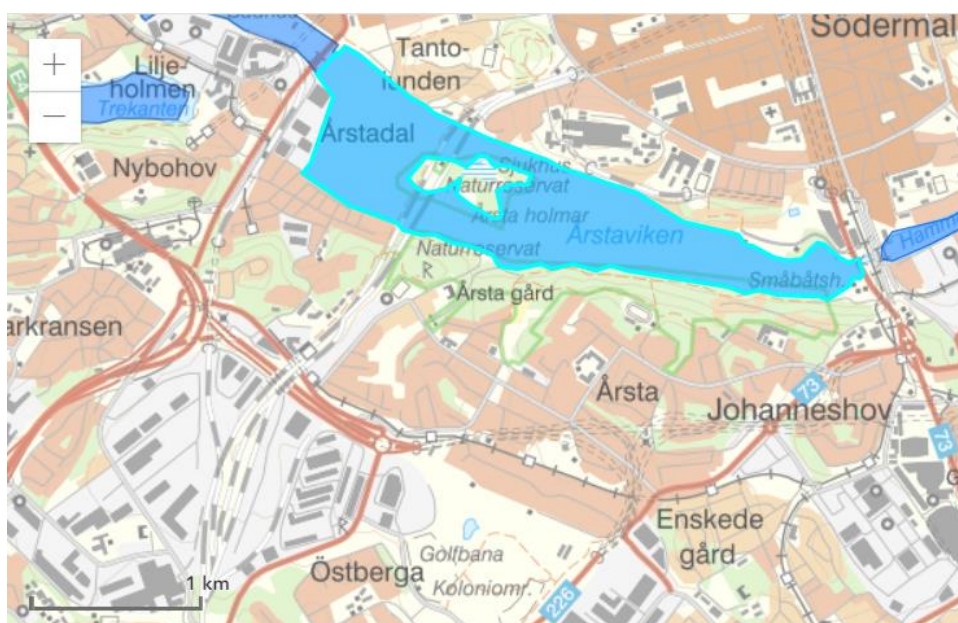 Södermal
Tanto-
lunden
Lilje-
holmen
Trekanten
E4
+
−
Årstadal
Nybohov
Sjukhus
Naturreservat
Årsta holmar
Årstaviken
Hamm
Naturreservat
Småbåtsh.
Årsta gård
arkransen
Årsta
73
Johanneshov
73
G
Enskede
gård
Golfbana
Koloniomr.
Östberga
226
1 km